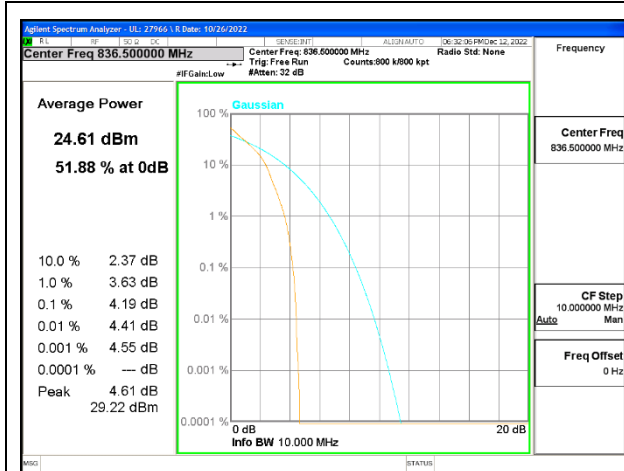 Agilent Spectrum Analyzer - UL: 27966 \ R Date: 10/26/2022
RL RF 50 Ω DC SENSE:INT ALIGN AUTO 06:32:06 PM Dec 12, 2022
Center Freq 836.500000 MHz
Center Freq: 836.500000 MHz Radio Std: None
Trig: Free Run Counts:800 k/800 kpt
#IFGain:Low #Atten: 32 dB
Frequency
Average Power
24.61 dBm
51.88 % at 0dB
10.0 % 2.37 dB
1.0 % 3.63 dB
0.1 % 4.19 dB
0.01 % 4.41 dB
0.001 % 4.55 dB
0.0001 % --- dB
Peak 4.61 dB
29.22 dBm
Gaussian
100 %
10 %
1 %
0.1 %
0.01 %
0.001 %
0.0001 %
0 dB 20 dB
Info BW 10.000 MHz
Center Freq
836.500000 MHz
CF Step
10.000000 MHz
Auto Man
Freq Offset
0 Hz
MSG STATUS